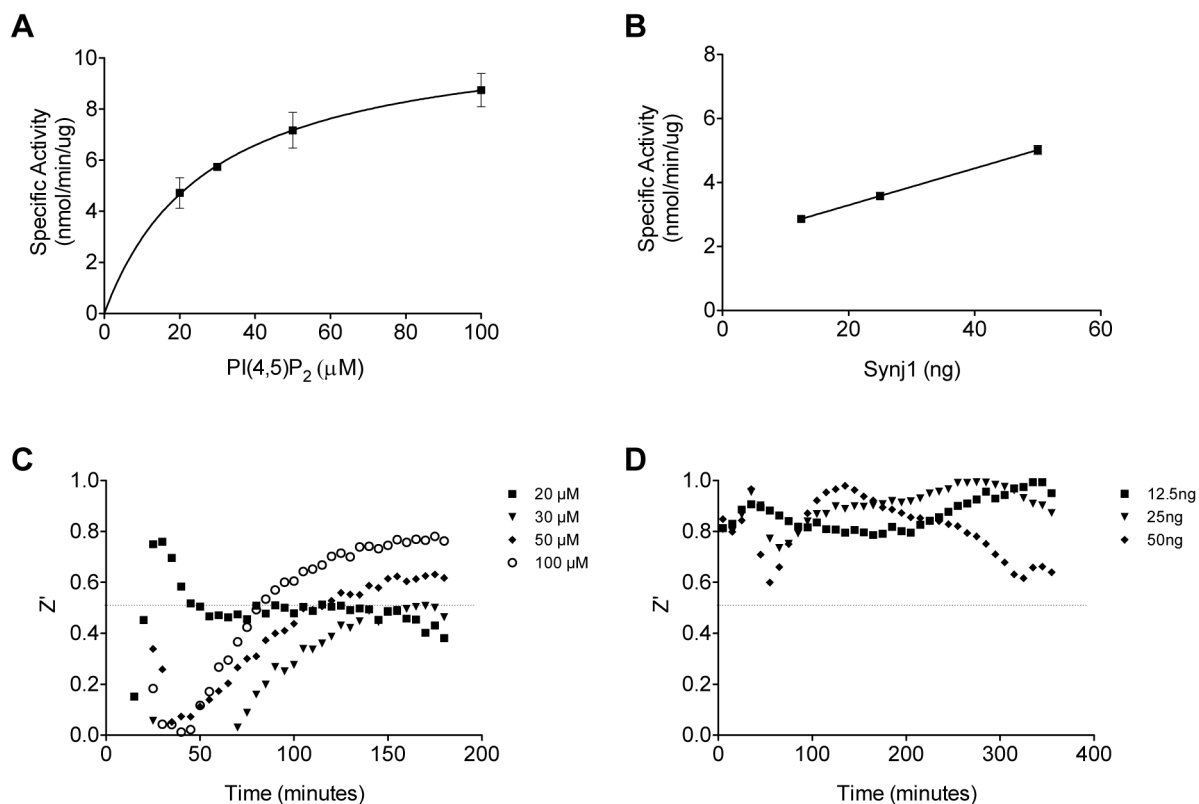 A
Specific Activity
(nmol/min/ug)
10
8
6
4
2
0
0
20
40
60
80
100
PI(4,5)P₂ (μM)
B
Specific Activity
(nmol/min/ug)
8
6
4
2
0
0
20
40
60
Synj1 (ng)
C
Z'
1.0
0.8
0.6
0.4
0.2
0.0
0
50
100
150
200
Time (minutes)
20 μM
30 μM
50 μM
100 μM
D
Z'
1.0
0.8
0.6
0.4
0.2
0.0
0
100
200
300
400
Time (minutes)
12.5ng
25ng
50ng